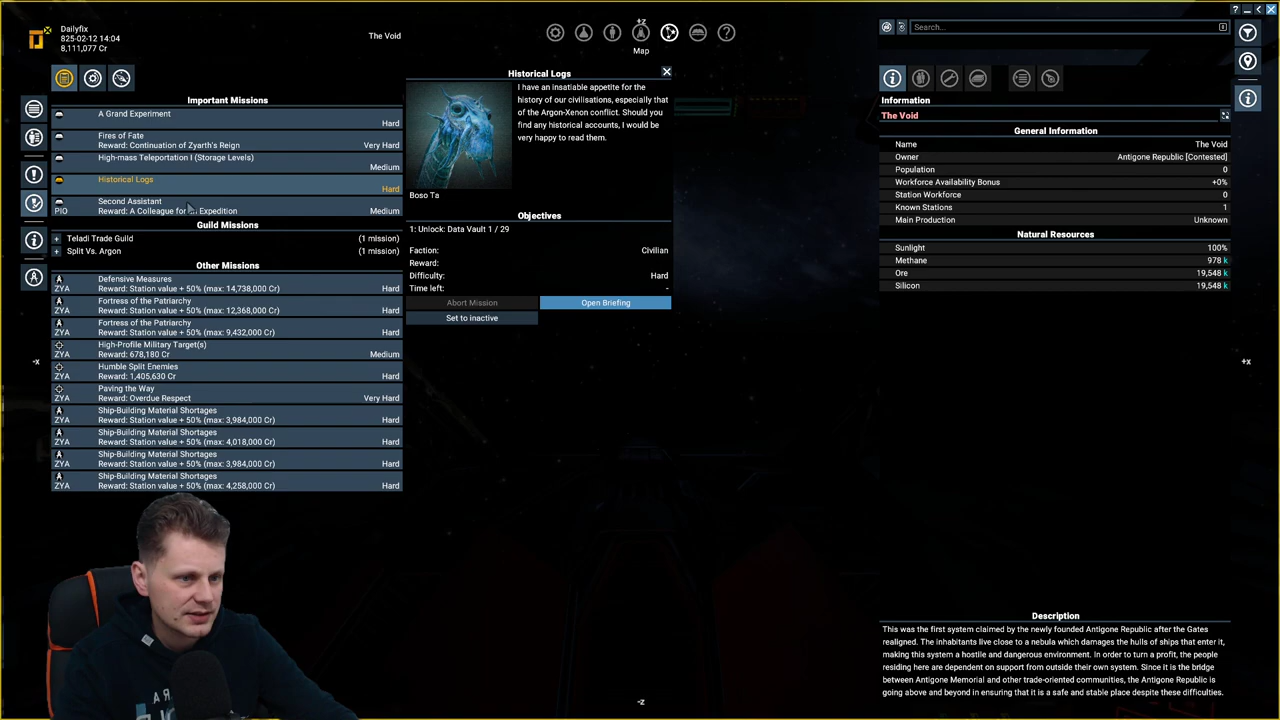 Dailyfix
825-02-12 14:04
8,111,077 Cr
The Void
+z
Map
?
? _ < X
Search...
Important Missions
A Grand Experiment
Hard
Fires of Fate
Reward: Continuation of Zyarth's Reign Very Hard
High-mass Teleportation I (Storage Levels)
Medium
Historical Logs
Hard
Second Assistant
PIO Reward: A Colleague for Expedition Medium
Guild Missions
+ Teladi Trade Guild (1 mission)
+ Split Vs. Argon (1 mission)
Other Missions
Defensive Measures
ZYA Reward: Station value + 50% (max: 14,738,000 Cr) Hard
Fortress of the Patriarchy
ZYA Reward: Station value + 50% (max: 12,368,000 Cr) Hard
Fortress of the Patriarchy
ZYA Reward: Station value + 50% (max: 9,432,000 Cr) Hard
High-Profile Military Target(s)
ZYA Reward: 678,180 Cr Medium
Humble Split Enemies
ZYA Reward: 1,405,630 Cr Hard
Paving the Way
ZYA Reward: Overdue Respect Very Hard
Ship-Building Material Shortages
ZYA Reward: Station value + 50% (max: 3,984,000 Cr) Hard
Ship-Building Material Shortages
ZYA Reward: Station value + 50% (max: 4,018,000 Cr) Hard
Ship-Building Material Shortages
ZYA Reward: Station value + 50% (max: 3,984,000 Cr) Hard
Ship-Building Material Shortages
ZYA Reward: Station value + 50% (max: 4,258,000 Cr) Hard
Historical Logs
I have an insatiable appetite for the
history of our civilisations, especially that
of the Argon-Xenon conflict. Should you
find any historical accounts, I would be
very happy to read them.
Boso Ta
Objectives
1: Unlock: Data Vault 1 / 29
Faction: Civilian
Reward:
Difficulty: Hard
Time left: -
Abort Mission Open Briefing
Set to inactive
Information
The Void
General Information
Name The Void
Owner Antigone Republic [Contested]
Population 0
Workforce Availability Bonus +0%
Station Workforce 0
Known Stations 1
Main Production Unknown
Natural Resources
Sunlight 100%
Methane 978 k
Ore 19,548 k
Silicon 19,548 k
-x
+x
Description
This was the first system claimed by the newly founded Antigone Republic after the Gates
realigned. The inhabitants live close to a nebula which damages the hulls of ships that enter it,
making this system a hostile and dangerous environment. In order to turn a profit, the people
residing here are dependent on support from outside their own system. Since it is the bridge
between Antigone Memorial and other trade-oriented communities, the Antigone Republic is
going above and beyond in ensuring that it is a safe and stable place despite these difficulties.
-z